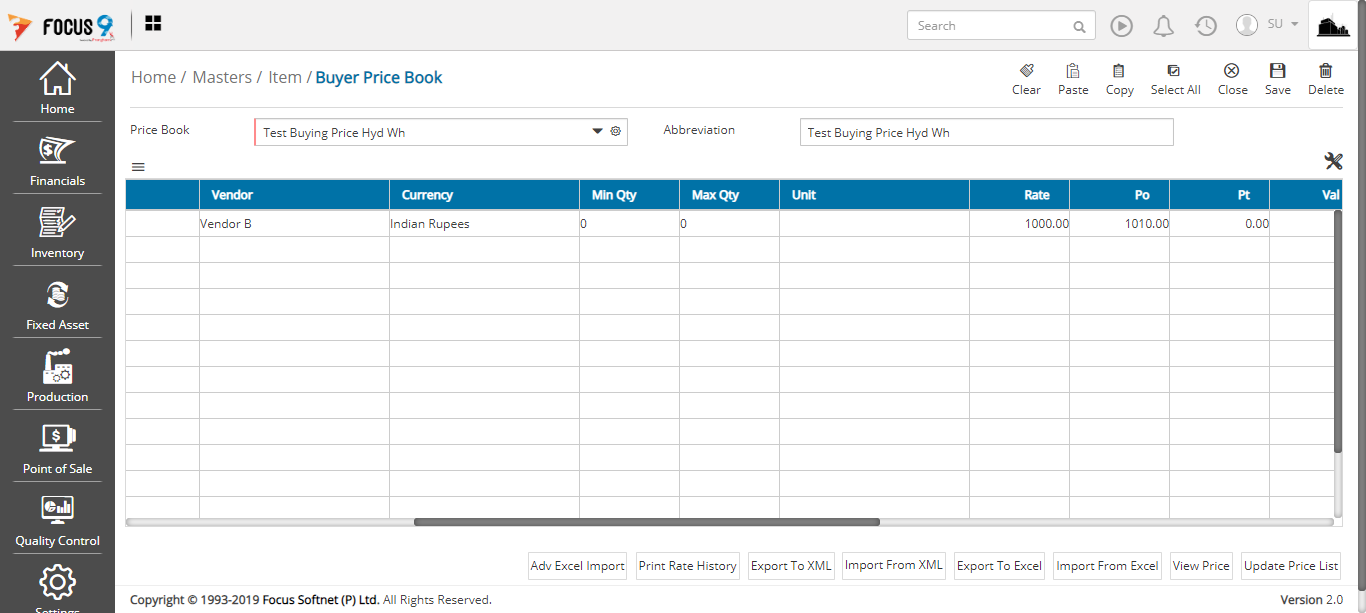 FOCUS 9
Search
SU
Home
Financials
Inventory
Fixed Asset
Production
Point of Sale
Quality Control
Settings
Home / Masters / Item / Buyer Price Book
Clear Paste Copy Select All Close Save Delete
Price Book Test Buying Price Hyd Wh Abbreviation Test Buying Price Hyd Wh
Vendor Currency Min Qty Max Qty Unit Rate Po Pt Val
Vendor B Indian Rupees 0 0 1000.00 1010.00 0.00
Adv Excel Import Print Rate History Export To XML Import From XML Export To Excel Import From Excel View Price Update Price List
Copyright © 1993-2019 Focus Softnet (P) Ltd. All Rights Reserved. Version 2.0